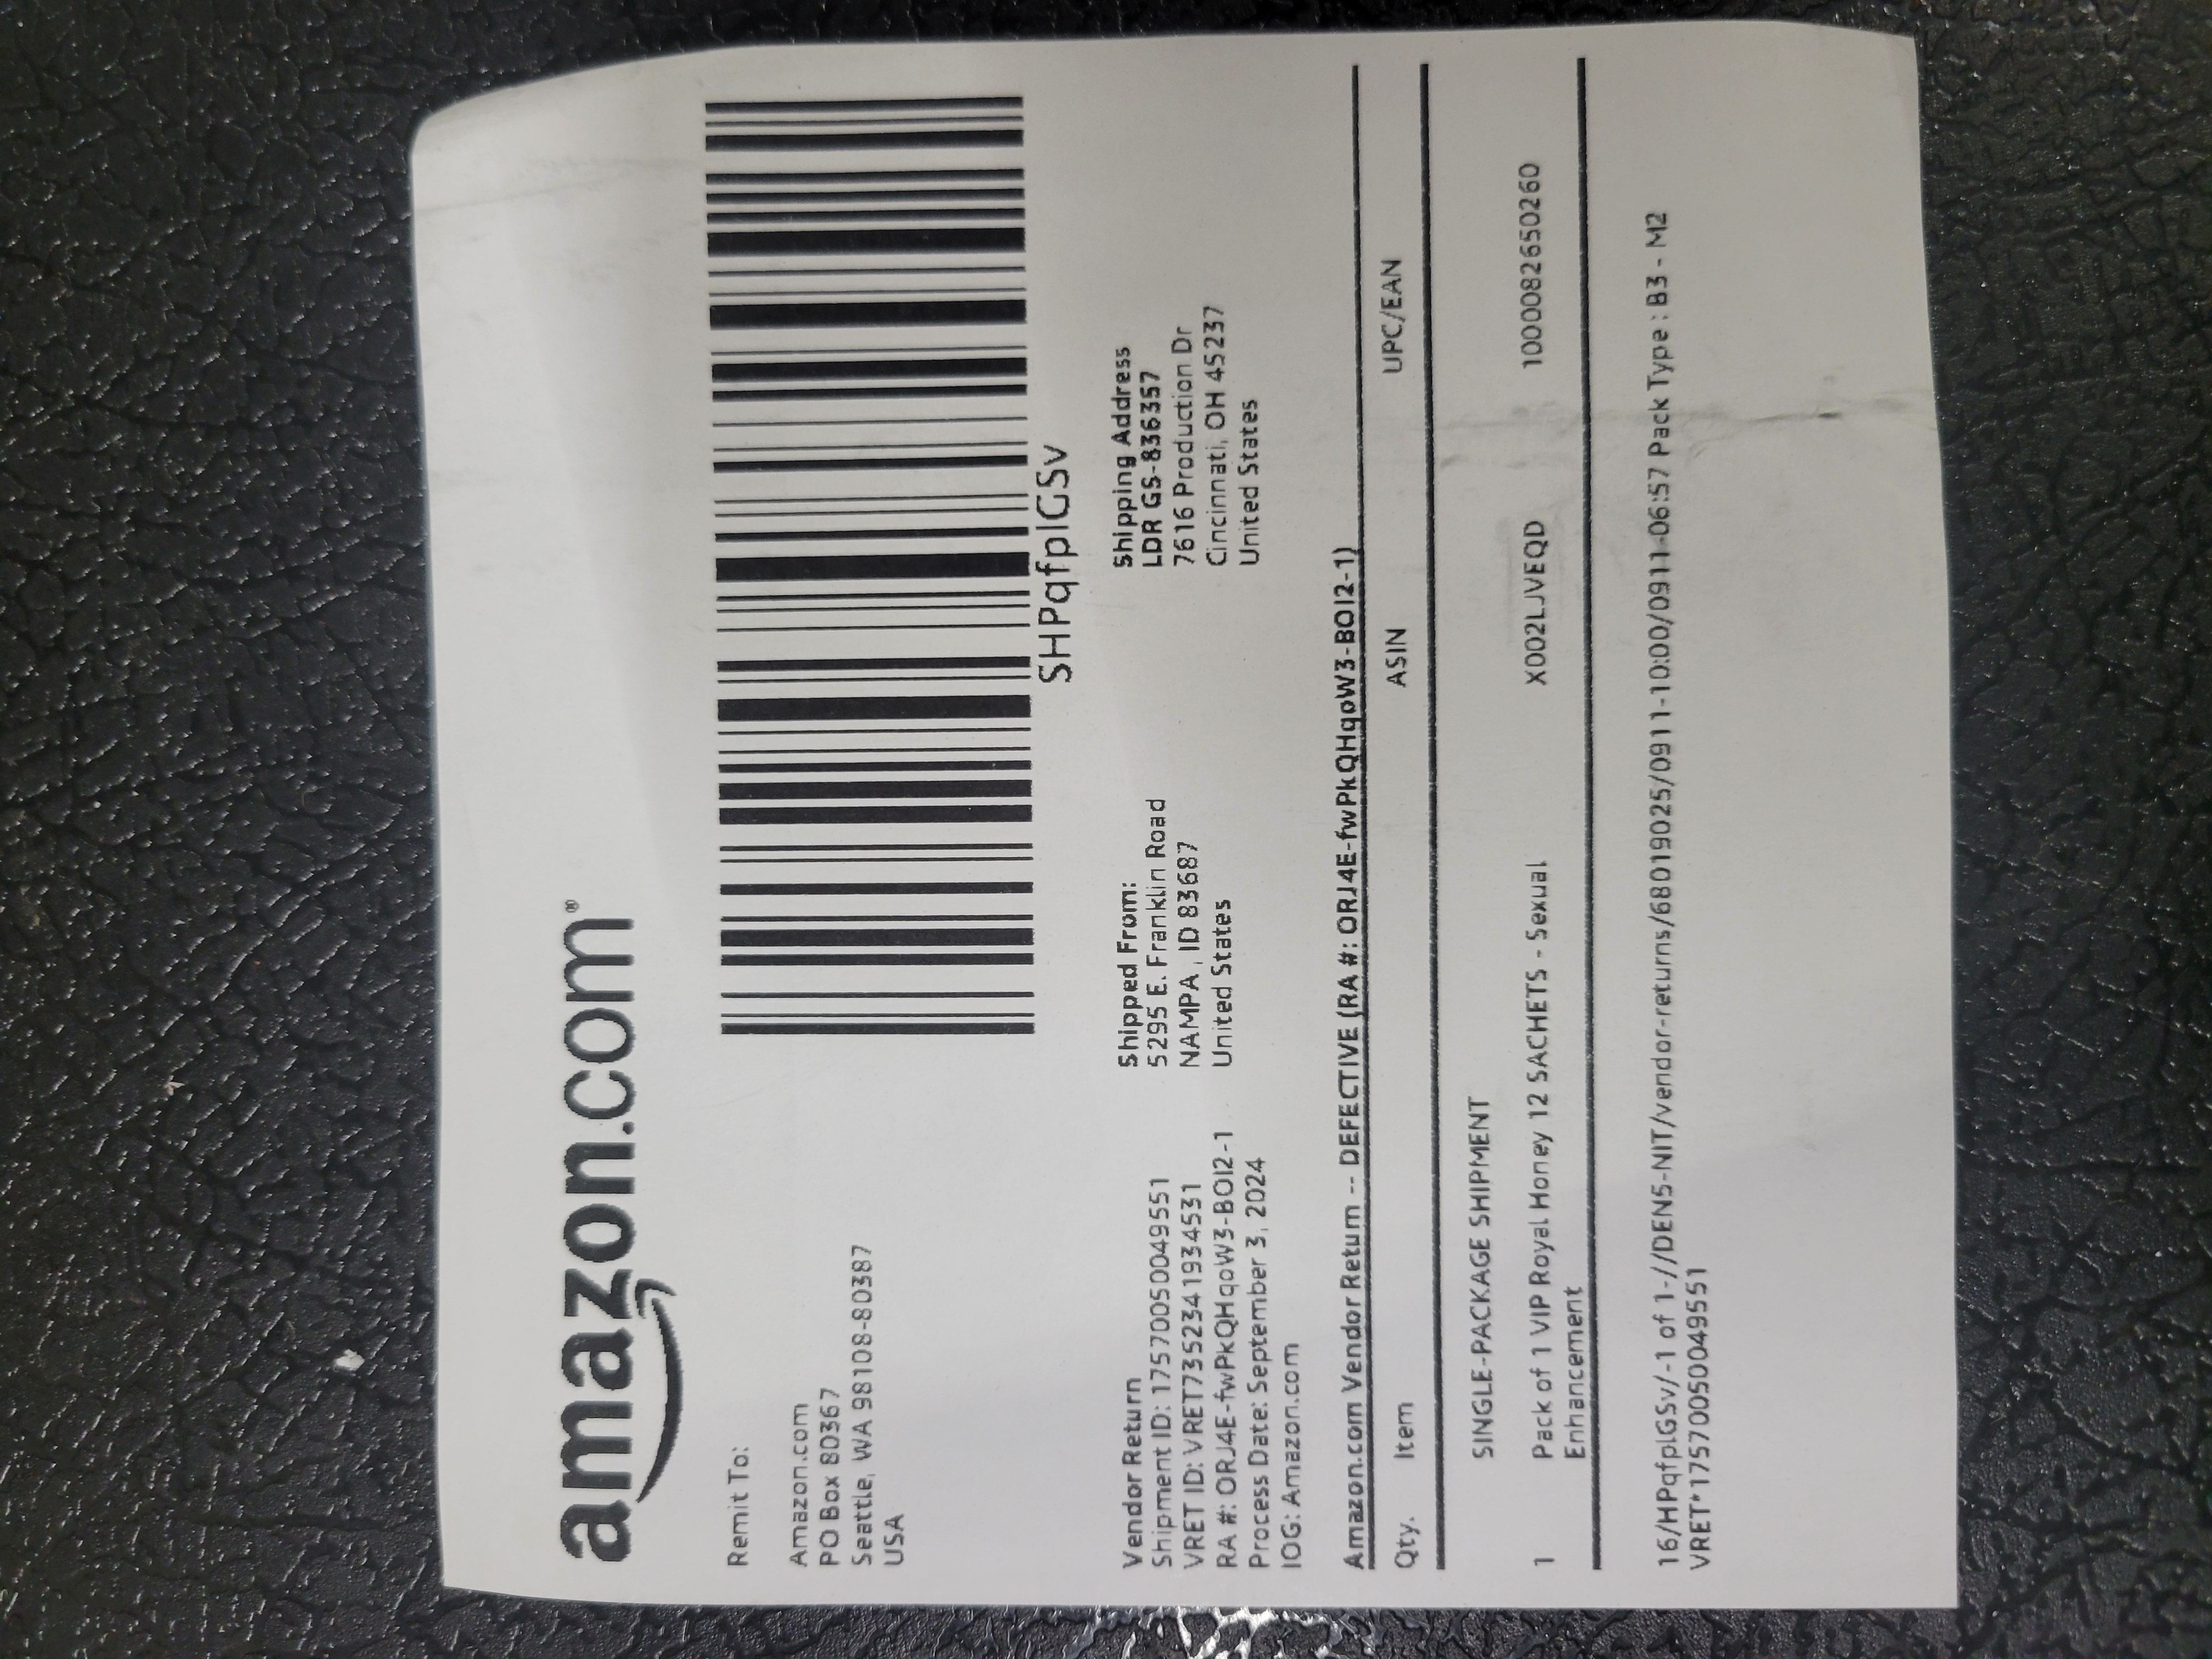 amazon.com®
Remit To:
Amazon.com
PO Box 80367
Seattle, WA 98108-80387
USA
SHPqfplGSv
Vendor Return
Shipment ID: 17570050049551
VRET ID: VRET7352341934531
RA #: ORJ4E-fwPkQHqoW3-BOI2-1
Process Date: September 3, 2024
IOG: Amazon.com
Shipped From:
5295 E. Franklin Road
NAMPA , ID 83687
United States
Shipping Address
LDR GS-836357
7616 Production Dr
Cincinnati, OH 45237
United States
Amazon.com Vendor Return -- DEFECTIVE (RA #: ORJ4E-fwPkQHqoW3-BOI2-1)
Qty. Item ASIN UPC/EAN
SINGLE-PACKAGE SHIPMENT
1 Pack of 1 VIP Royal Honey 12 SACHETS - Sexual X002LJVEQD 1000082650260
Enhancement
16/HPqfplGSv/-1 of 1-//DEN5-NIT/vendor-returns/668019025/0911-10:00/0911-06:57 Pack Type : B3 - M2
VRET*17570050049551